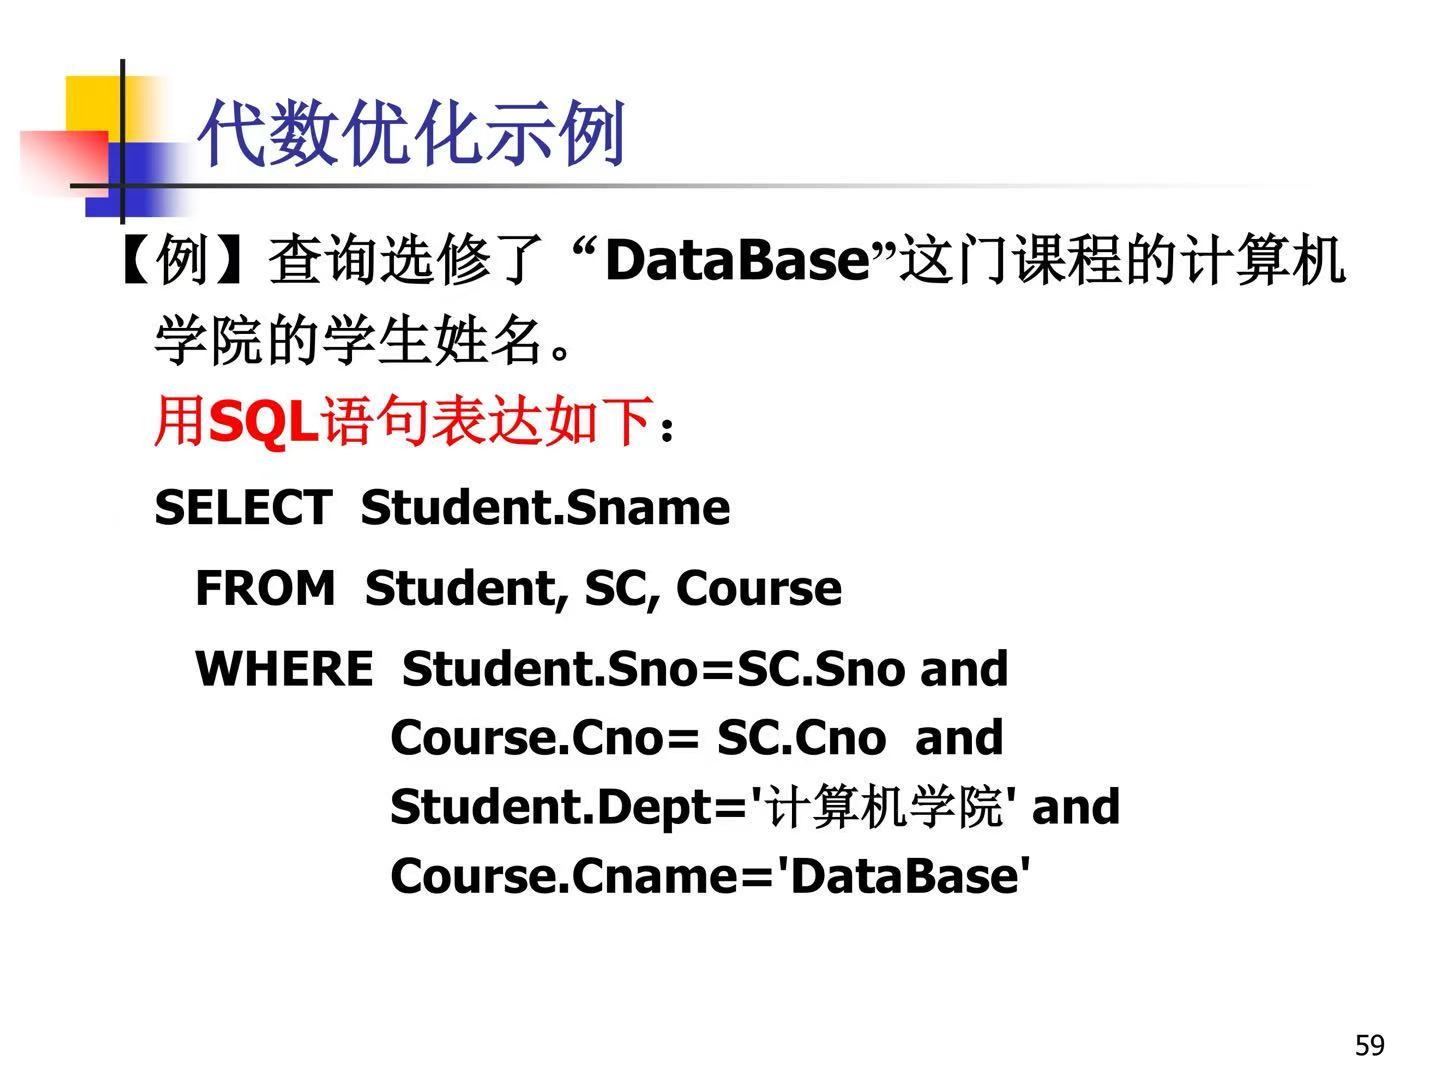 代数优化示例
【例】查询选修了“DataBase”这门课程的计算机
学院的学生姓名。
用SQL语句表达如下：
SELECT Student.Sname
FROM Student, SC, Course
WHERE Student.Sno=SC.Sno and
Course.Cno= SC.Cno and
Student.Dept='计算机学院' and
Course.Cname='DataBase'
59